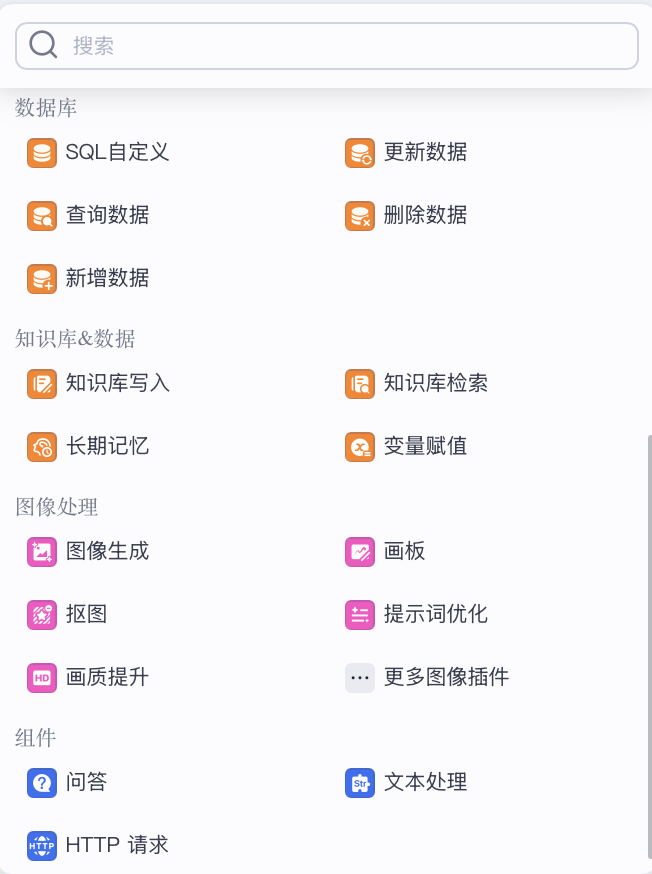 搜索
数据库
SQL自定义
更新数据
查询数据
删除数据
新增数据
知识库&数据
知识库写入
知识库检索
长期记忆
变量赋值
图像处理
图像生成
画板
抠图
提示词优化
HD
画质提升
更多图像插件
组件
问答
Str
文本处理
HTTP
HTTP 请求